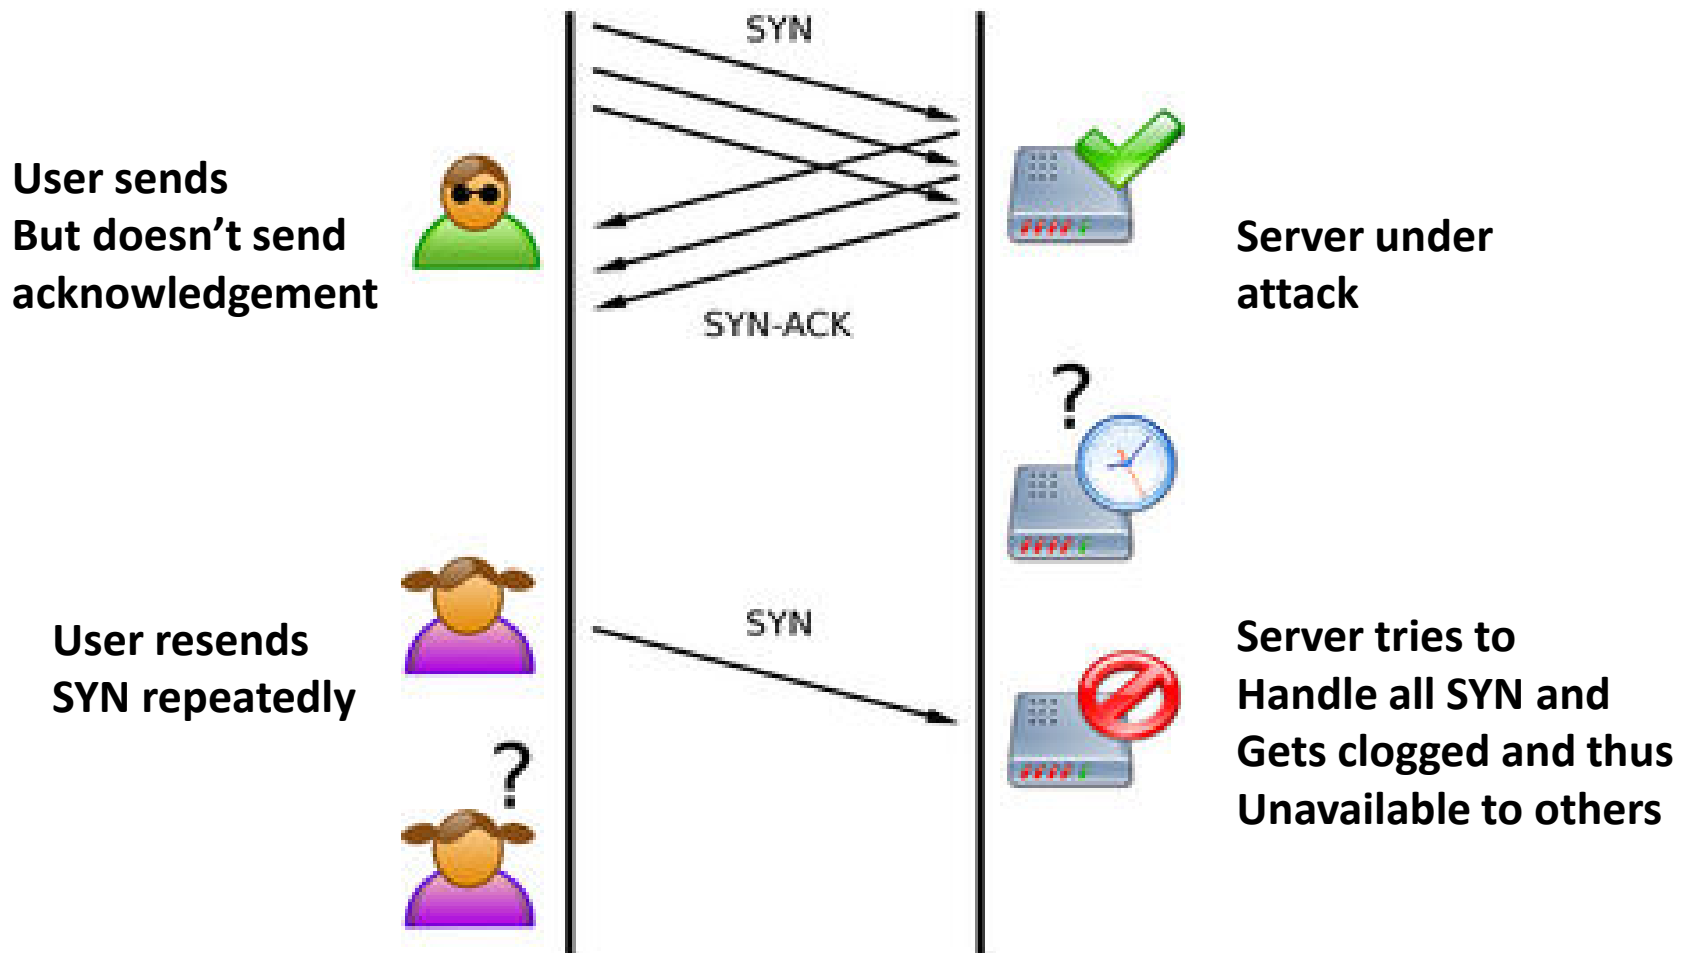 SYN
User sends
But doesn’t send
acknowledgement
Server under
attack
SYN-ACK
?
User resends
SYN repeatedly
SYN
Server tries to
Handle all SYN and
Gets clogged and thus
Unavailable to others
?